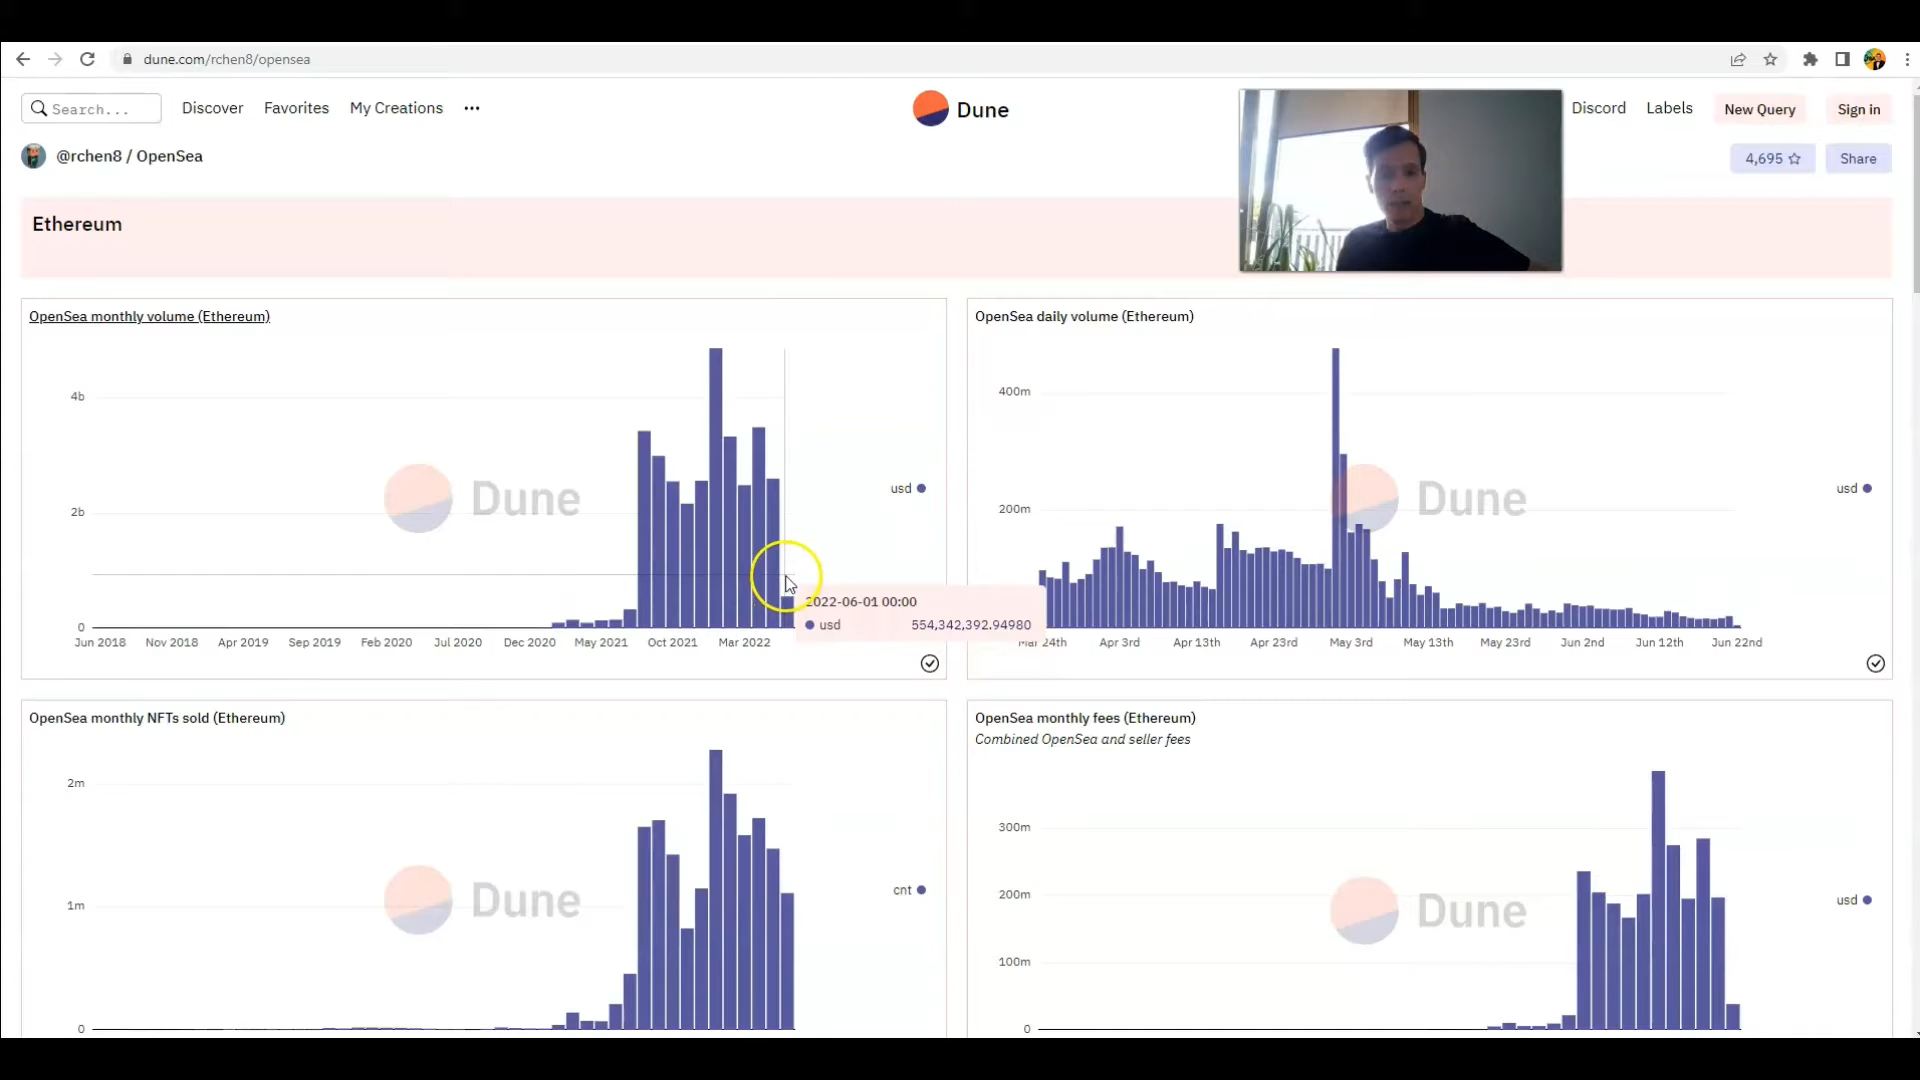 dune.com/rchen8/opensea
Search...
Discover
Favorites
My Creations
Dune
Discord
Labels
New Query
Sign in
@rchen8 / OpenSea
4,695
Share
Ethereum
OpenSea monthly volume (Ethereum)
4b
2b
0
Dune
usd
Jun 2018 Nov 2018 Apr 2019 Sep 2019 Feb 2020 Jul 2020 Dec 2020 May 2021 Oct 2021 Mar 2022
2022-06-01 00:00
usd 554,342,392.94980
OpenSea daily volume (Ethereum)
400m
200m
Dune
usd
Mar 24th Apr 3rd Apr 13th Apr 23rd May 3rd May 13th May 23rd Jun 2nd Jun 12th Jun 22nd
OpenSea monthly NFTs sold (Ethereum)
2m
1m
0
Dune
cnt
OpenSea monthly fees (Ethereum)
Combined OpenSea and seller fees
300m
200m
100m
0
Dune
usd